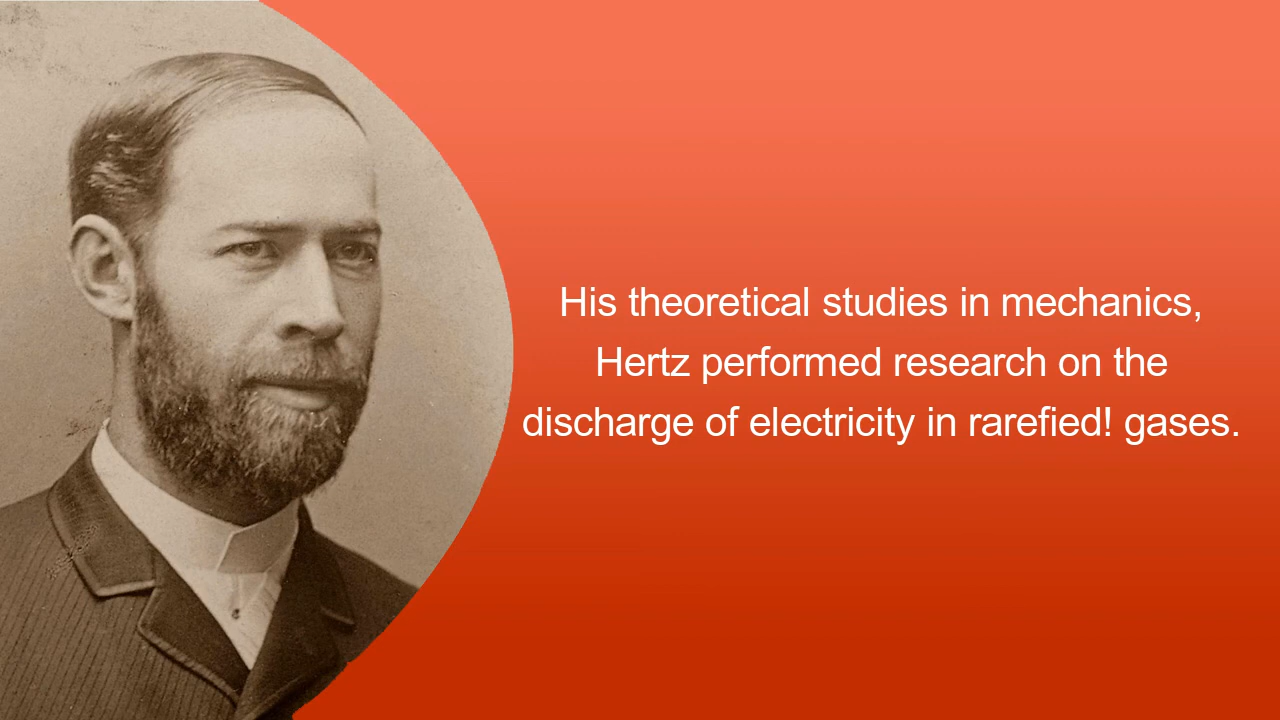 His theoretical studies in mechanics,
Hertz performed research on the
discharge of electricity in rarefied! gases.